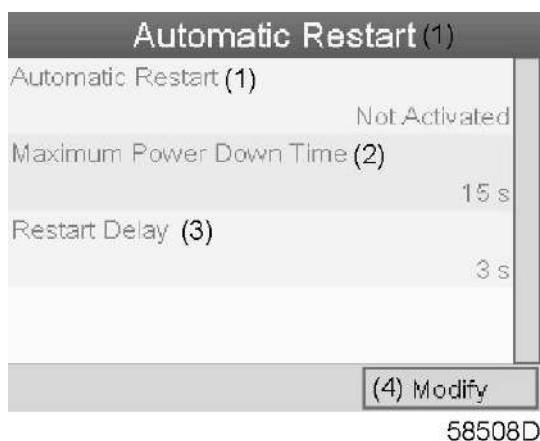 Automatic Restart (1)
Automatic Restart (1)
Not Activated
Maximum Power Down Time (2)
15 s
Restart Delay (3)
3 s
(4) Modify
58508D